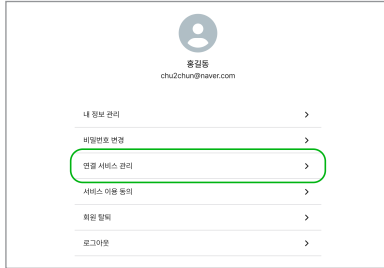 홍길동
chu2chun@naver.com
내 정보 관리
비밀번호 변경
연결 서비스 관리
서비스 이용 동의
회원 탈퇴
로그아웃